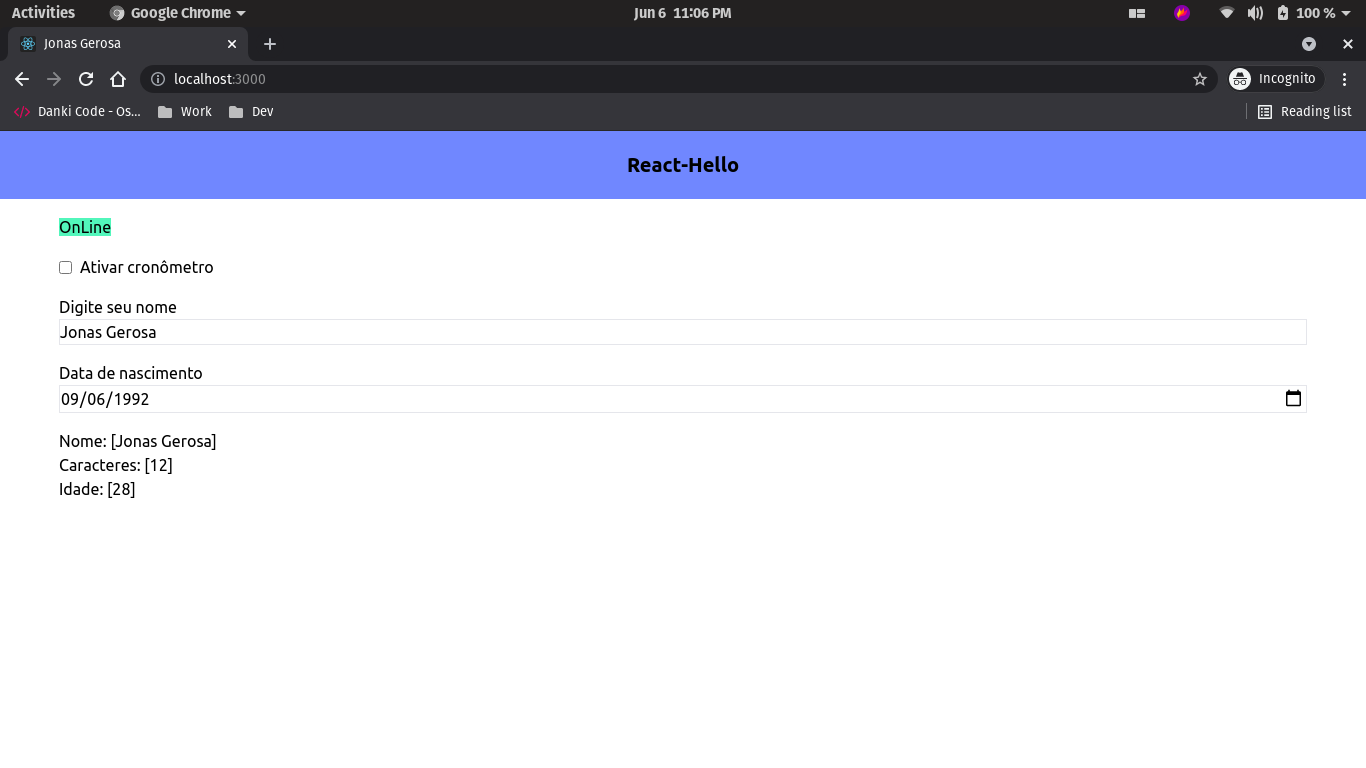 Activities Google Chrome Jun 6 11:06 PM 100 %
Jonas Gerosa
localhost:3000 Incognito
Danki Code - Os... Work Dev Reading list
React-Hello
OnLine
Ativar cronômetro
Digite seu nome
Jonas Gerosa
Data de nascimento
09/06/1992
Nome: [Jonas Gerosa]
Caracteres: [12]
Idade: [28]